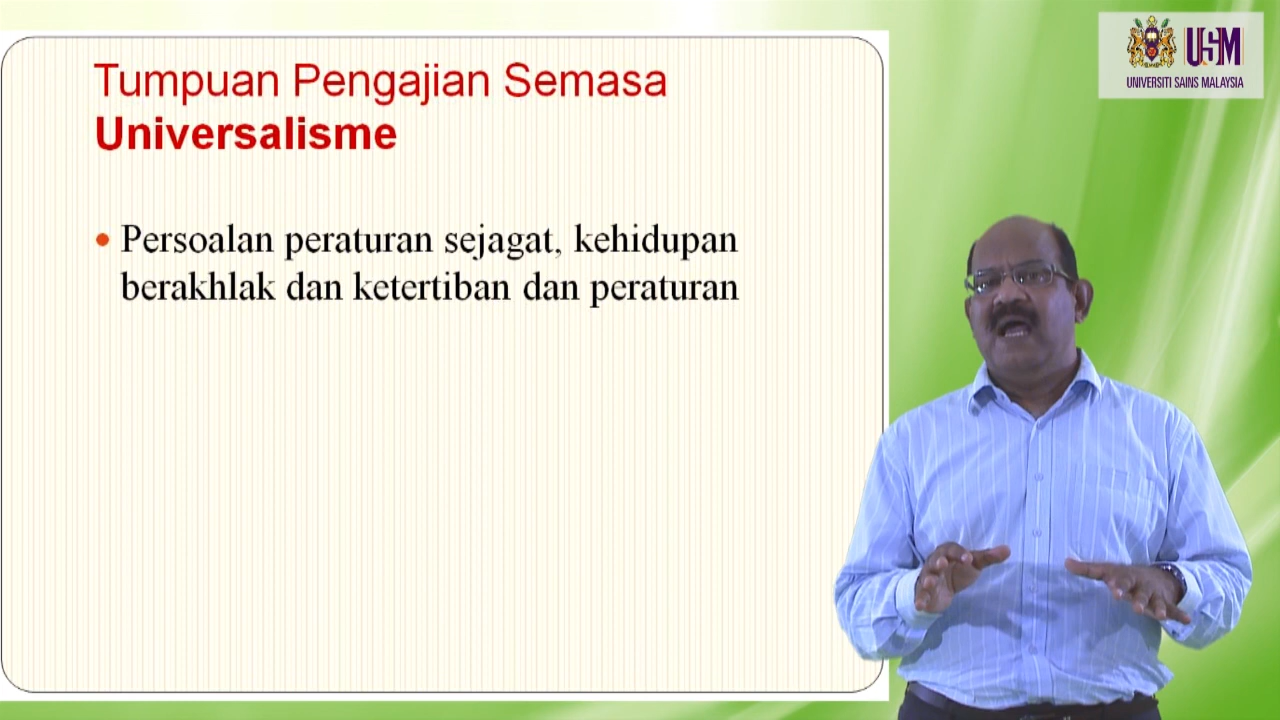 Tumpuan Pengajian Semasa
Universalisme
• Persoalan peraturan sejagat, kehidupan
berakhlak dan ketertiban dan peraturan
USM
UNIVERSITI SAINS MALAYSIA